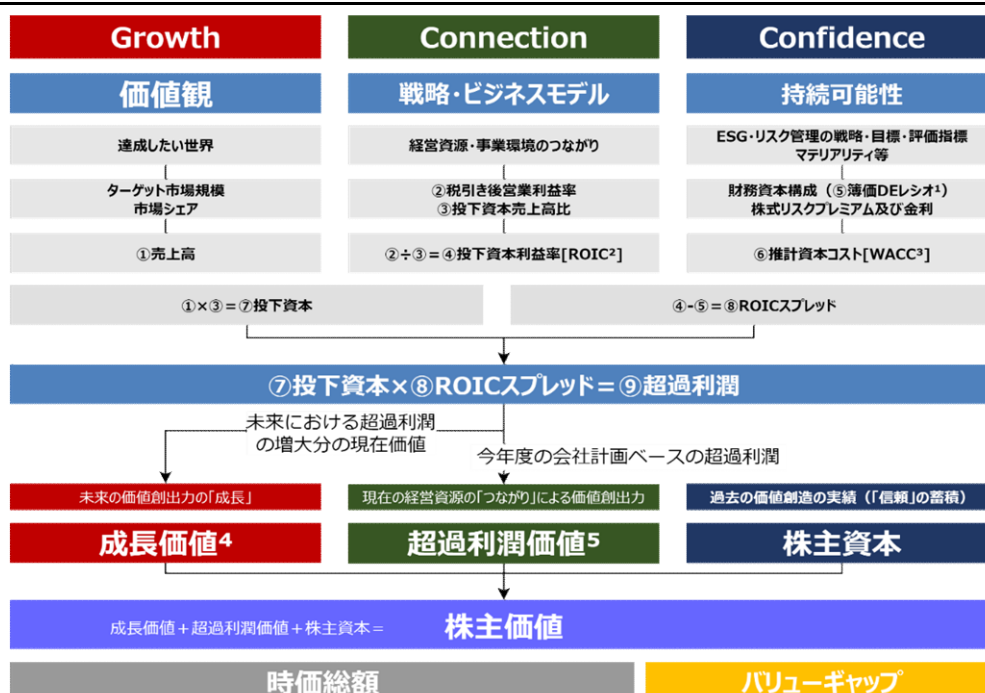 Growth
Connection
Confidence
価値観
戦略・ビジネスモデル
持続可能性
達成したい世界
経営資源・事業環境のつながり
ESG・リスク管理の戦略・目標・評価指標
マテリアリティ等
ターゲット市場規模
市場シェア
②税引き後営業利益率
③投下資本売上高比
財務資本構成（⑤簿価DEレシオ¹）
株式リスクプレミアム及び金利
①売上高
②÷③＝④投下資本利益率[ROIC²]
⑥推計資本コスト[WACC³]
①×③＝⑦投下資本
④-⑤＝⑧ROICスプレッド
⑦投下資本×⑧ROICスプレッド＝⑨超過利潤
未来における超過利潤
の増大分の現在価値
今年度の会社計画ベースの超過利潤
未来の価値創出力の「成長」
現在の経営資源の「つながり」による価値創出力
過去の価値創造の実績（「信頼」の蓄積）
成長価値⁴
超過利潤価値⁵
株主資本
成長価値＋超過利潤価値＋株主資本＝
株主価値
時価総額
バリューギャップ